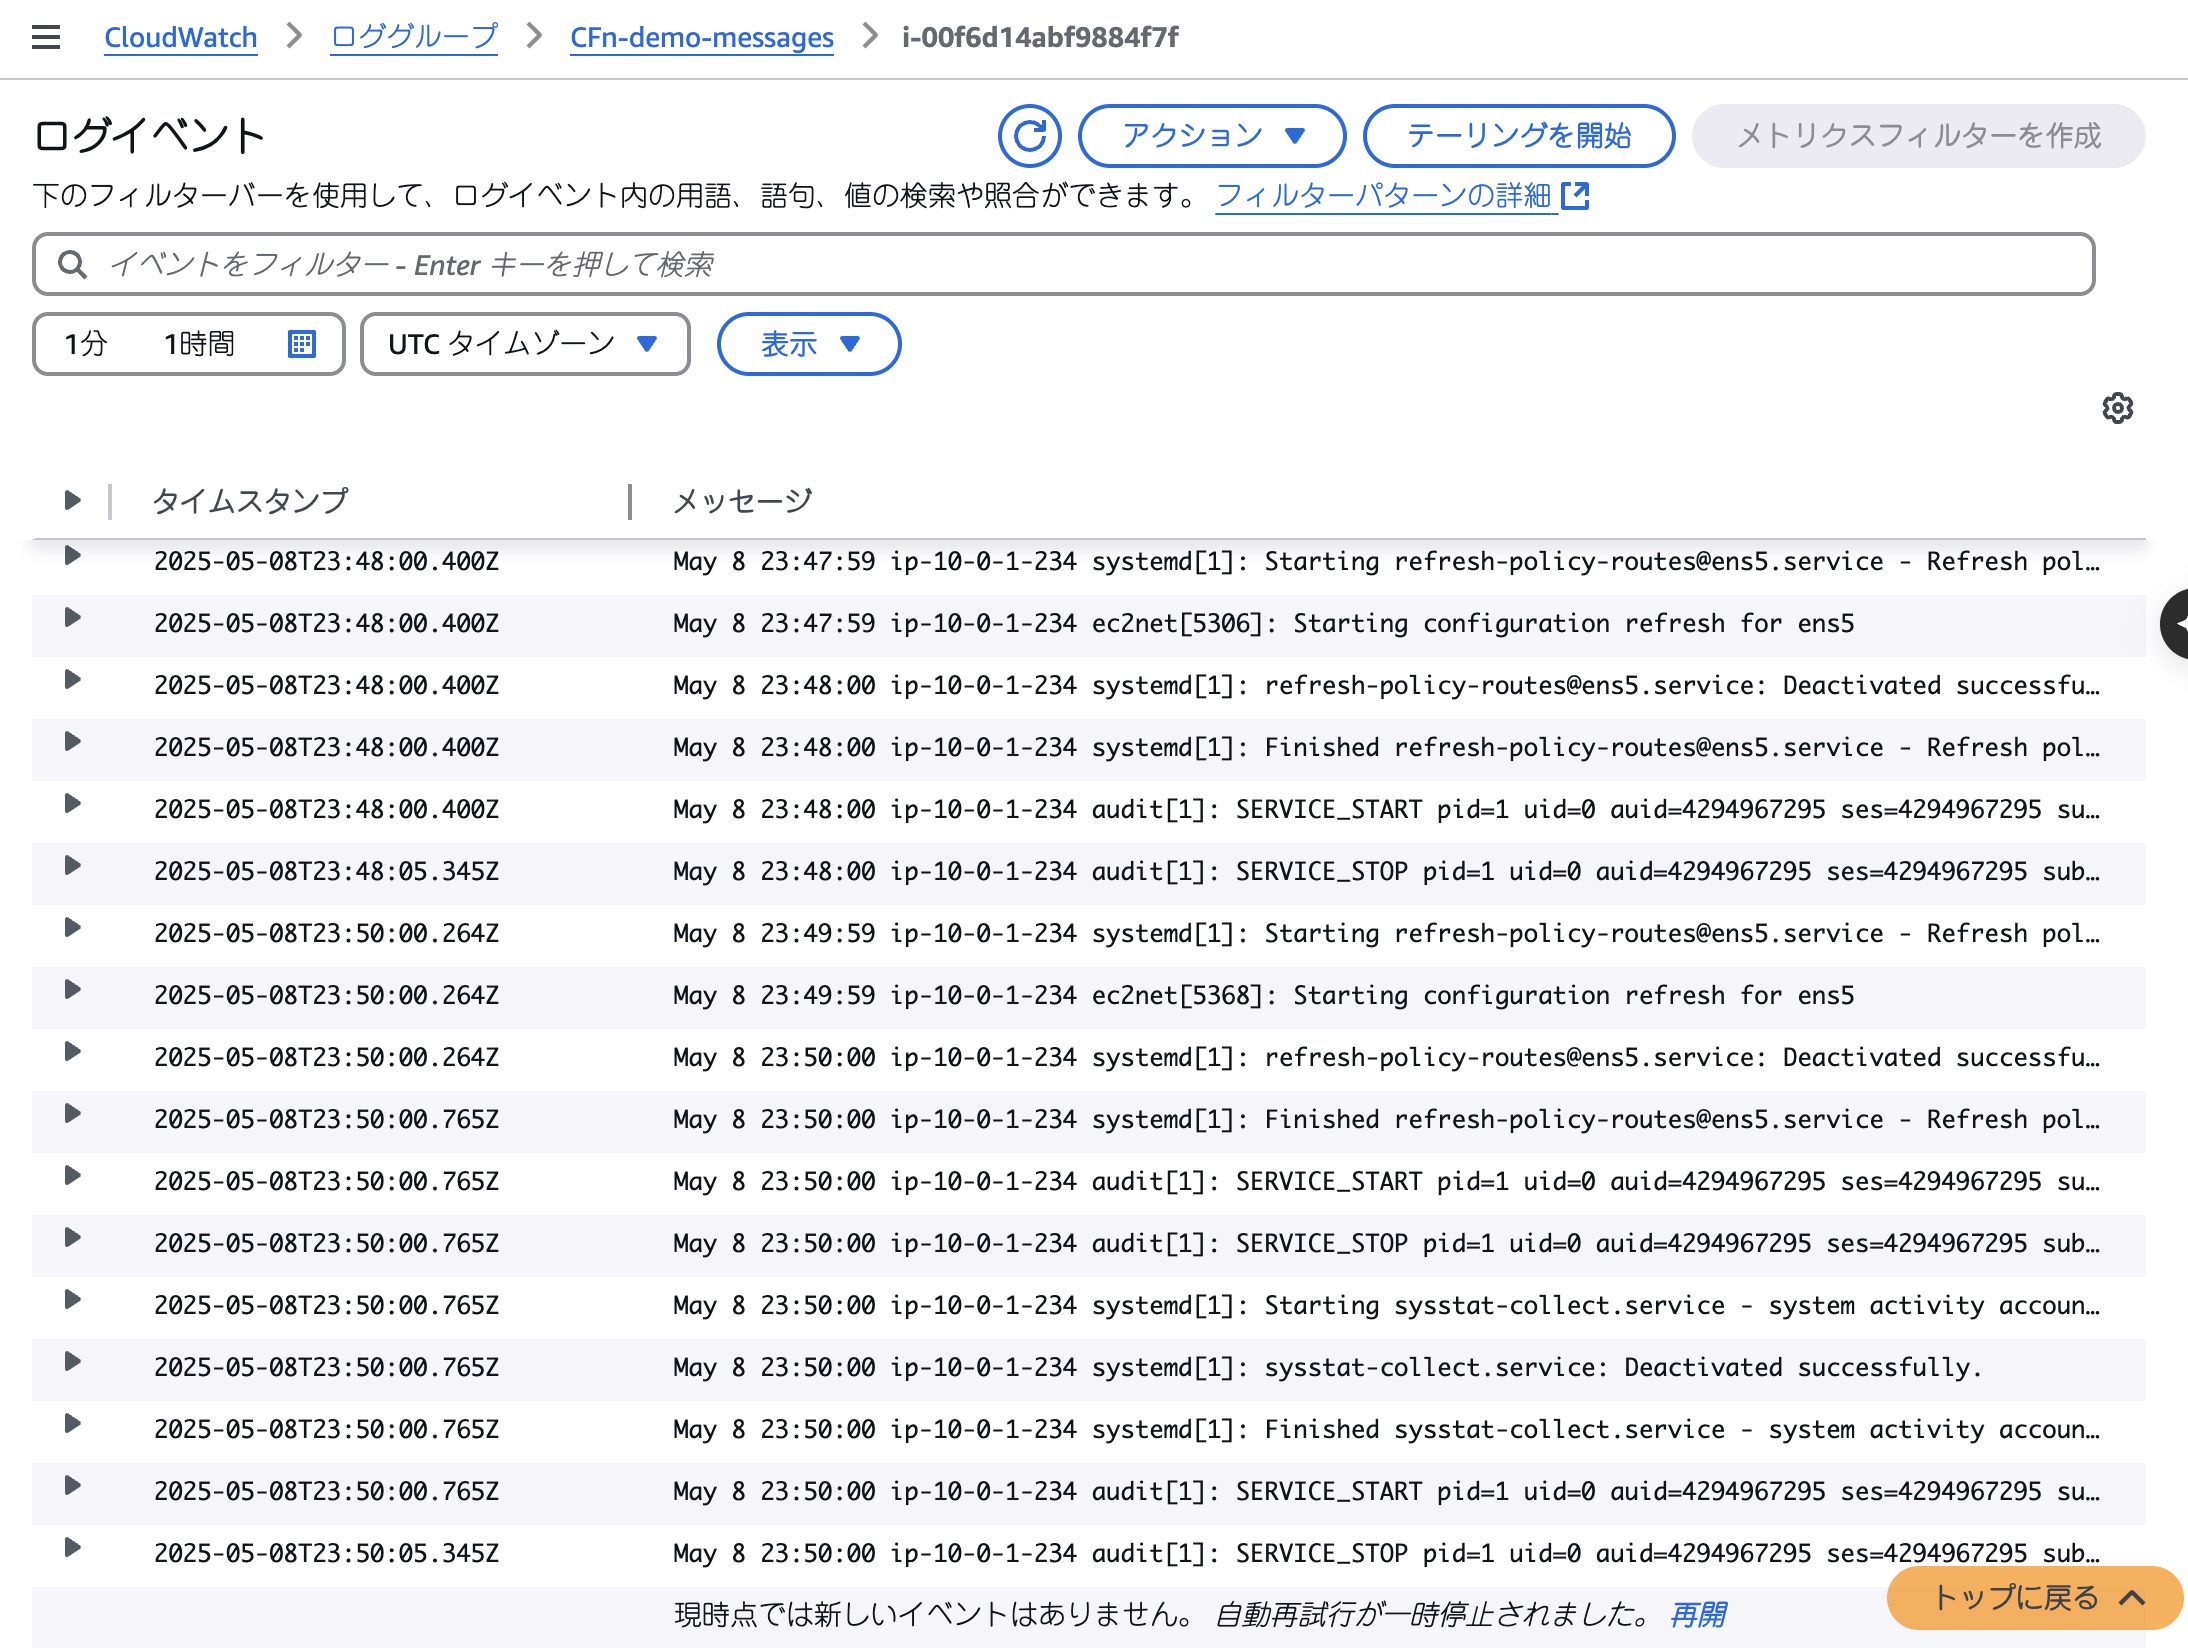 CloudWatch > ロググループ > CFn-demo-messages > i-00f6d14abf9884f7f
ログイベント
アクション
テーリングを開始
メトリクスフィルターを作成
下のフィルターバーを使用して、ログイベント内の用語、語句、値の検索や照合ができます。 フィルターパターンの詳細
イベントをフィルター - Enter キーを押して検索
1分 1時間
UTC タイムゾーン
表示
タイムスタンプ メッセージ
2025-05-08T23:48:00.400Z May 8 23:47:59 ip-10-0-1-234 systemd[1]: Starting refresh-policy-routes@ens5.service - Refresh pol…
2025-05-08T23:48:00.400Z May 8 23:47:59 ip-10-0-1-234 ec2net[5306]: Starting configuration refresh for ens5
2025-05-08T23:48:00.400Z May 8 23:48:00 ip-10-0-1-234 systemd[1]: refresh-policy-routes@ens5.service: Deactivated successfu…
2025-05-08T23:48:00.400Z May 8 23:48:00 ip-10-0-1-234 systemd[1]: Finished refresh-policy-routes@ens5.service - Refresh pol…
2025-05-08T23:48:00.400Z May 8 23:48:00 ip-10-0-1-234 audit[1]: SERVICE_START pid=1 uid=0 auid=4294967295 ses=4294967295 su…
2025-05-08T23:48:05.345Z May 8 23:48:00 ip-10-0-1-234 audit[1]: SERVICE_STOP pid=1 uid=0 auid=4294967295 ses=4294967295 sub…
2025-05-08T23:50:00.264Z May 8 23:49:59 ip-10-0-1-234 systemd[1]: Starting refresh-policy-routes@ens5.service - Refresh pol…
2025-05-08T23:50:00.264Z May 8 23:49:59 ip-10-0-1-234 ec2net[5368]: Starting configuration refresh for ens5
2025-05-08T23:50:00.264Z May 8 23:50:00 ip-10-0-1-234 systemd[1]: refresh-policy-routes@ens5.service: Deactivated successfu…
2025-05-08T23:50:00.765Z May 8 23:50:00 ip-10-0-1-234 systemd[1]: Finished refresh-policy-routes@ens5.service - Refresh pol…
2025-05-08T23:50:00.765Z May 8 23:50:00 ip-10-0-1-234 audit[1]: SERVICE_START pid=1 uid=0 auid=4294967295 ses=4294967295 su…
2025-05-08T23:50:00.765Z May 8 23:50:00 ip-10-0-1-234 audit[1]: SERVICE_STOP pid=1 uid=0 auid=4294967295 ses=4294967295 sub…
2025-05-08T23:50:00.765Z May 8 23:50:00 ip-10-0-1-234 systemd[1]: Starting sysstat-collect.service - system activity accoun…
2025-05-08T23:50:00.765Z May 8 23:50:00 ip-10-0-1-234 systemd[1]: sysstat-collect.service: Deactivated successfully.
2025-05-08T23:50:00.765Z May 8 23:50:00 ip-10-0-1-234 systemd[1]: Finished sysstat-collect.service - system activity accoun…
2025-05-08T23:50:00.765Z May 8 23:50:00 ip-10-0-1-234 audit[1]: SERVICE_START pid=1 uid=0 auid=4294967295 ses=4294967295 su…
2025-05-08T23:50:05.345Z May 8 23:50:00 ip-10-0-1-234 audit[1]: SERVICE_STOP pid=1 uid=0 auid=4294967295 ses=4294967295 sub…
現時点では新しいイベントはありません。 自動再試行が一時停止されました。 再開
トップに戻る